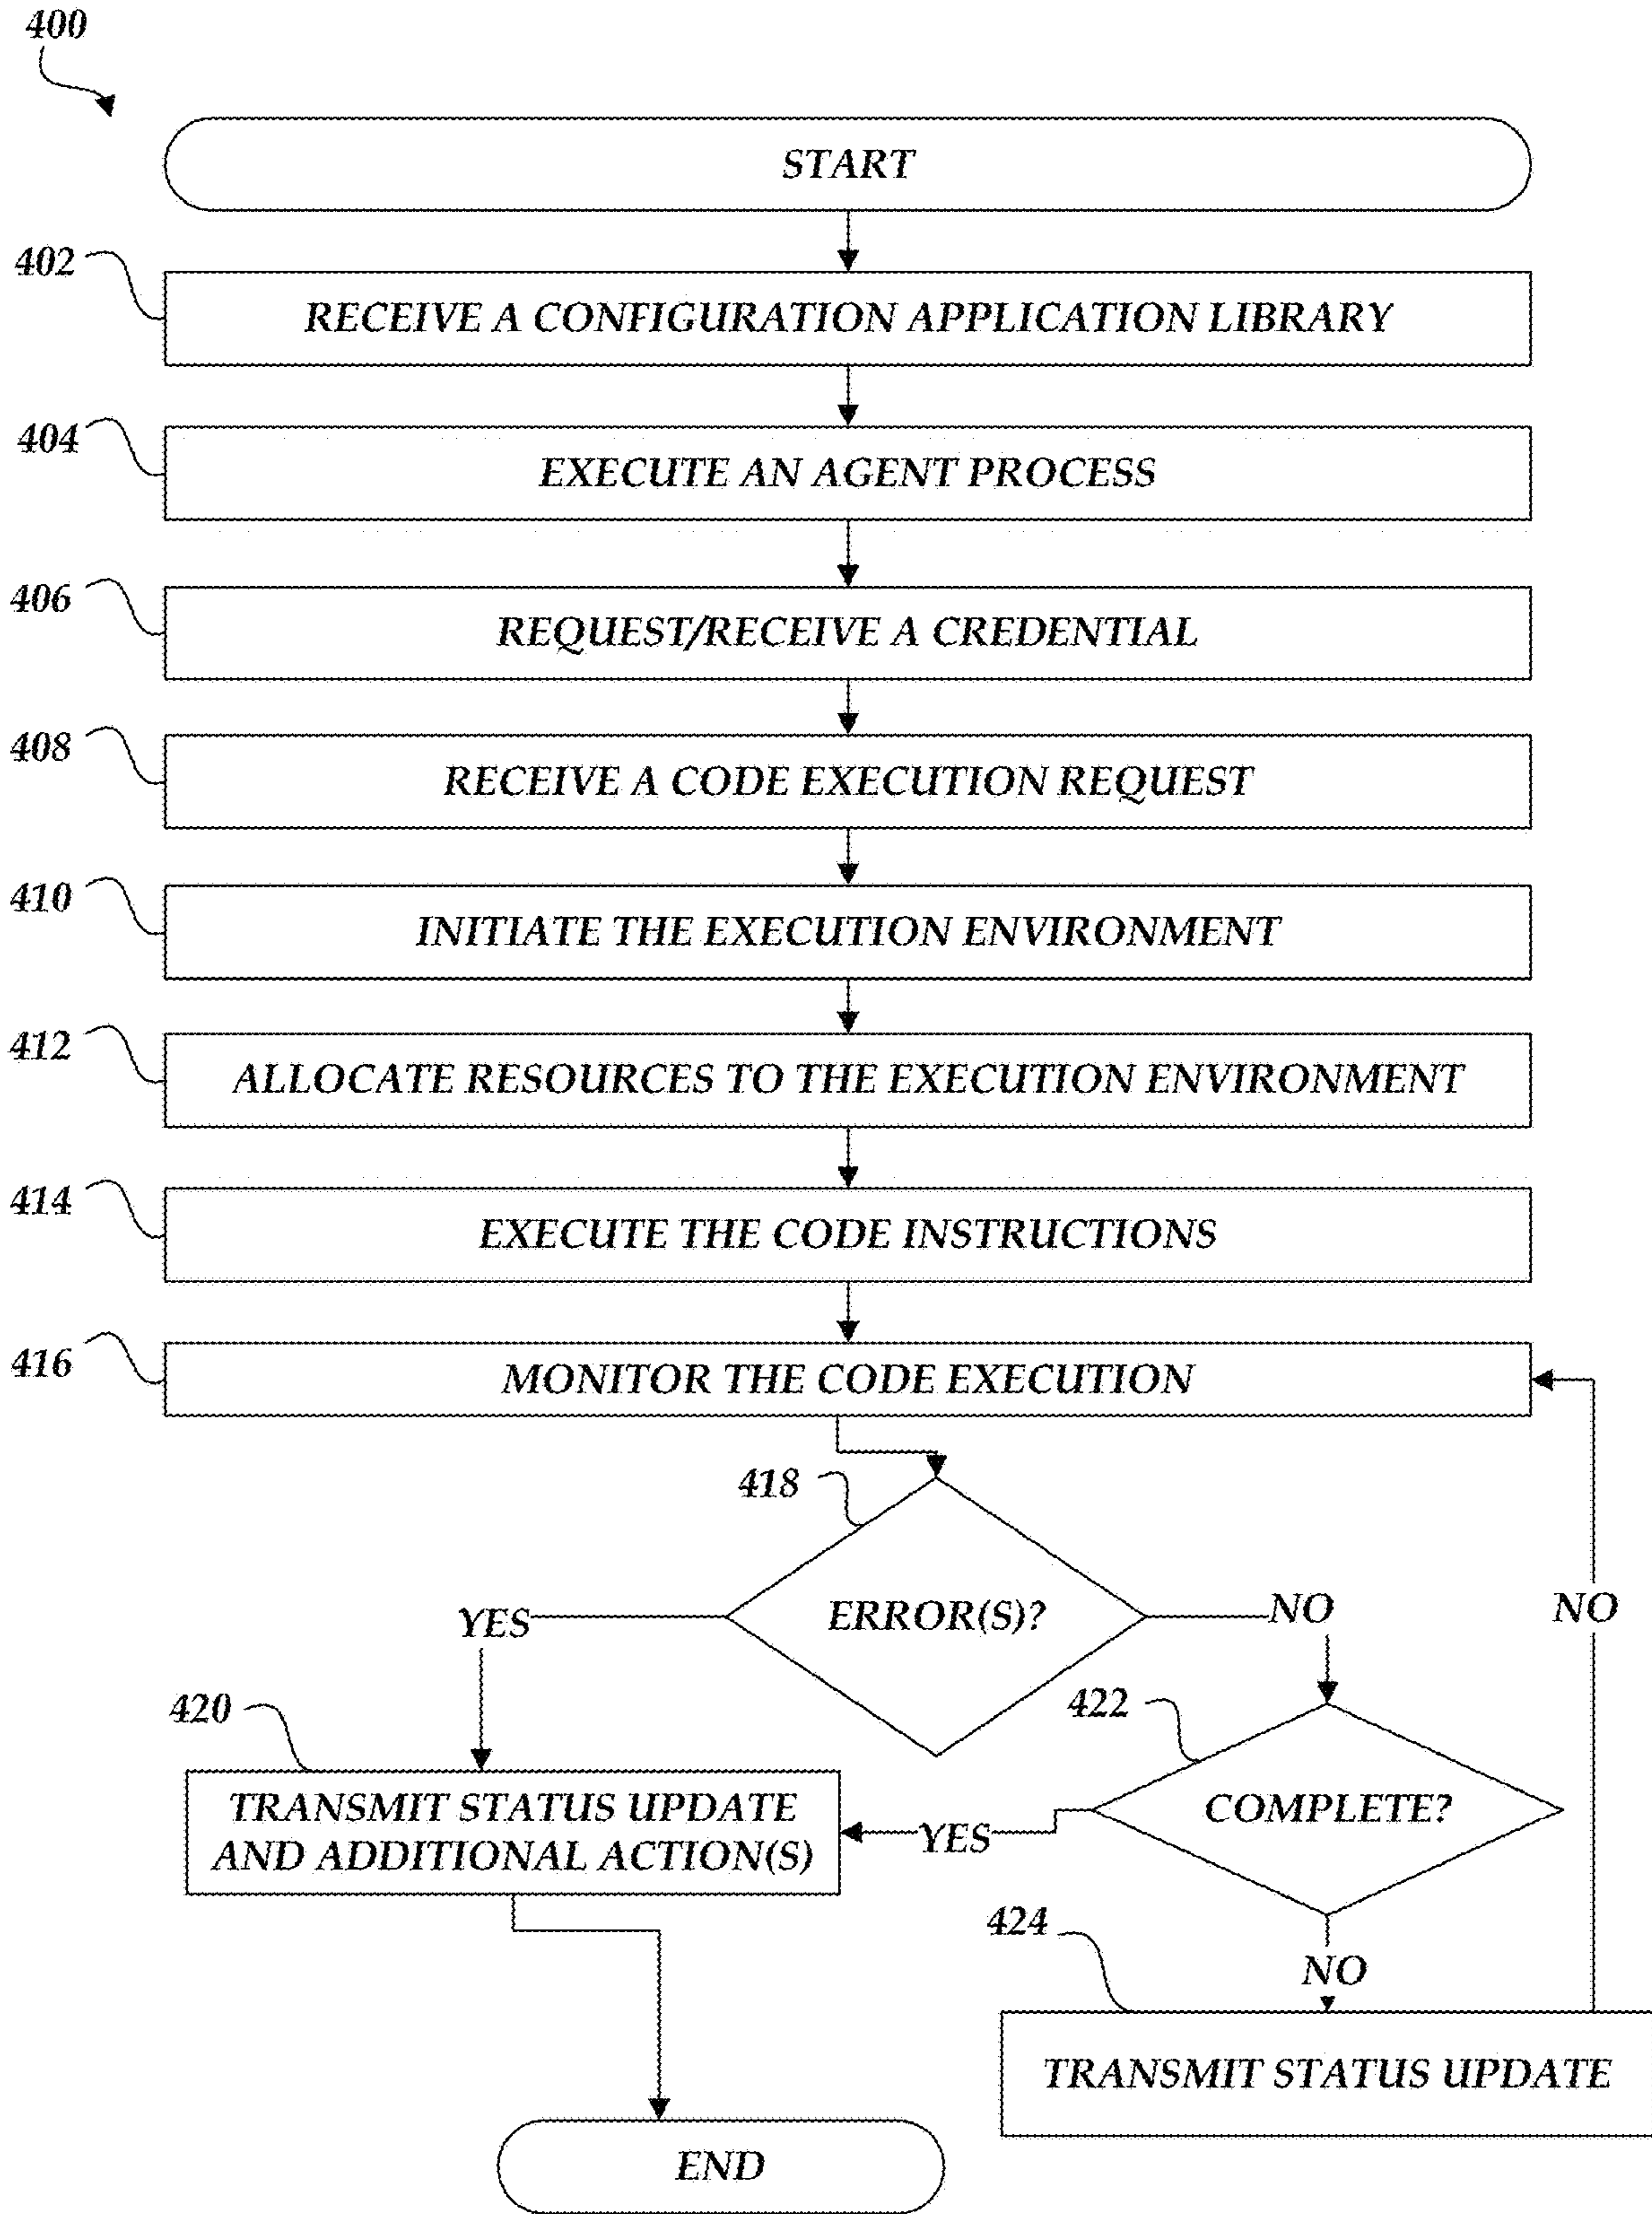 400
START
402
RECEIVE A CONFIGURATION APPLICATION LIBRARY
404
EXECUTE AN AGENT PROCESS
406
REQUEST/RECEIVE A CREDENTIAL
408
RECEIVE A CODE EXECUTION REQUEST
410
INITIATE THE EXECUTION ENVIRONMENT
412
ALLOCATE RESOURCES TO THE EXECUTION ENVIRONMENT
414
EXECUTE THE CODE INSTRUCTIONS
416
MONITOR THE CODE EXECUTION
418
ERROR(S)?
YES
NO
NO
420
TRANSMIT STATUS UPDATE
AND ADDITIONAL ACTION(S)
422
COMPLETE?
YES
424
NO
TRANSMIT STATUS UPDATE
END